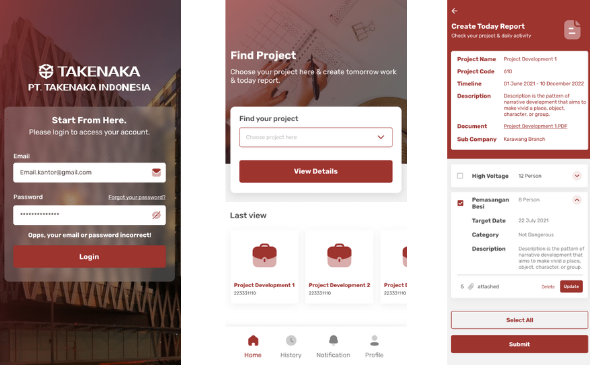 TAKENAKA
PT. TAKENAKA INDONESIA
Start From Here.
Please login to access your account.
Email
Email.kantor@gmail.com
Password
Forgot your password?
**************
Opps, your email or password incorrect!
Login
Find Project
Choose your project here & create tomorrow work
& today report.
Find your project
Choose project here
View Details
Last view
Project Development 1
223331110
Project Development 2
223331110
Project D
22333111
Home
History
Notification
Profile
Create Today Report
Check your project & daily activity
Project Name Project Development 1
Project Code 610
Timeline 01 June 2021 - 10 December 2022
Description Description is the pattern of
narrative development that aims to
make vivid a place, object,
character, or group.
Document Project Development 1.PDF
Sub Company Karawang Branch
High Voltage 12 Person
Pemasangan Besi 8 Person
Target Date 22 July 2021
Category Not Dangerous
Description Description is the pattern of
narrative development that
aims to make vivid a place,
object, character, or group.
5 attached
Delete
Update
Select All
Submit